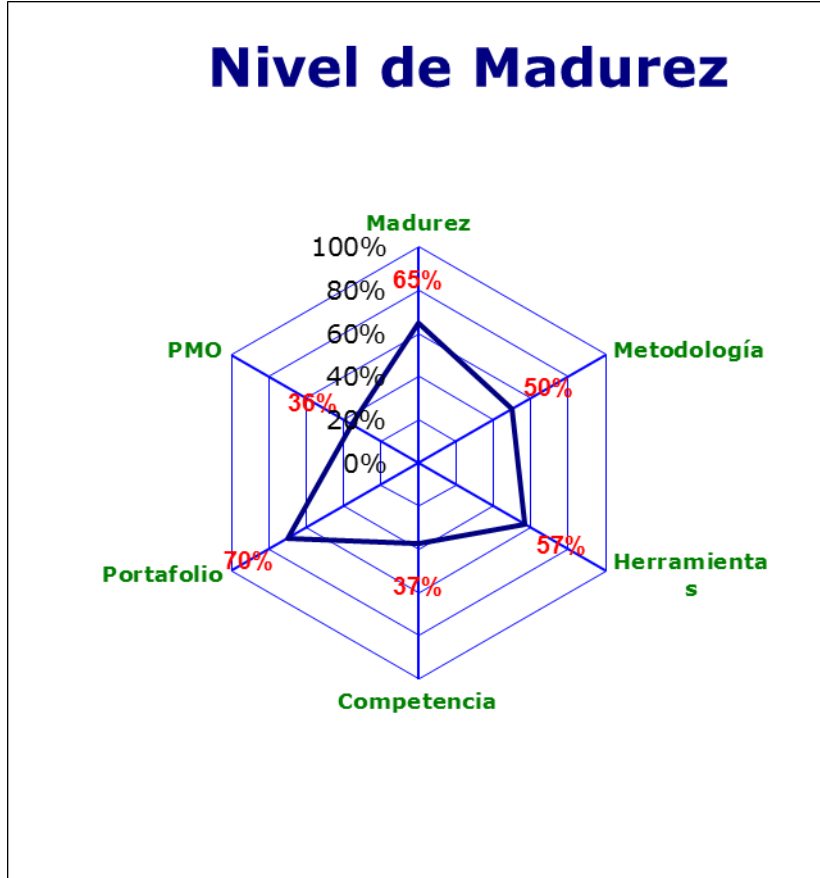 Nivel de Madurez
Madurez
100%
65%
80%
60%
PMO
Metodología
40%
50%
36%
20%
0%
57%
70%
Herramienta
s
Portafolio
37%
Competencia